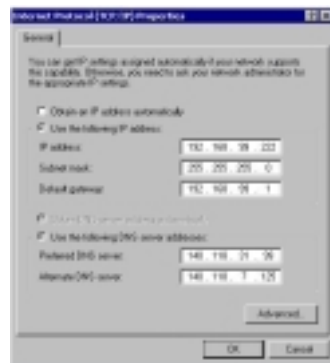 Internet Protocol (TCP/IP) Properties
General
You can get IP settings assigned automatically if your network supports
this capability. Otherwise, you need to ask your network administrator for
the appropriate IP settings.
Obtain an IP address automatically
Use the following IP address:
IP address: 192 . 168 . 99 . 222
Subnet mask: 255 . 255 . 255 . 0
Default gateway: 192 . 168 . 99 . 1
Use the following DNS server addresses:
Preferred DNS server:
Alternate DNS server:
Advanced...
OK Cancel